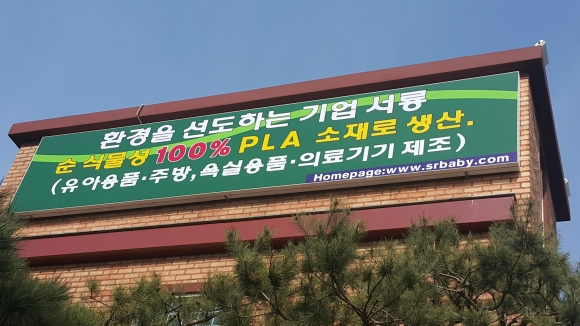 환경을 선도하는 기업 서륭
순 식물성 100% PLA 소재로 생산.
(유아용품·주방,욕실용품·의료기기 제조)
Homepage:www.srbaby.com